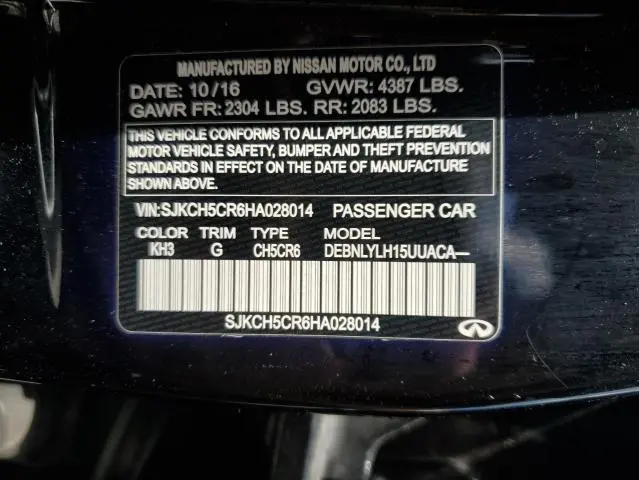 MANUFACTURED BY NISSAN MOTOR CO., LTD
DATE: 10/16 GVWR: 4387 LBS.
GAWR FR: 2304 LBS. RR: 2083 LBS.
THIS VEHICLE CONFORMS TO ALL APPLICABLE FEDERAL
MOTOR VEHICLE SAFETY, BUMPER AND THEFT PREVENTION
STANDARDS IN EFFECT ON THE DATE OF MANUFACTURE
SHOWN ABOVE.
VIN:SJKCH5CR6HA028014 PASSENGER CAR
COLOR TRIM TYPE MODEL
KH3 G CH5CR6 DEBNLYLH15UUACA—
SJKCH5CR6HA028014